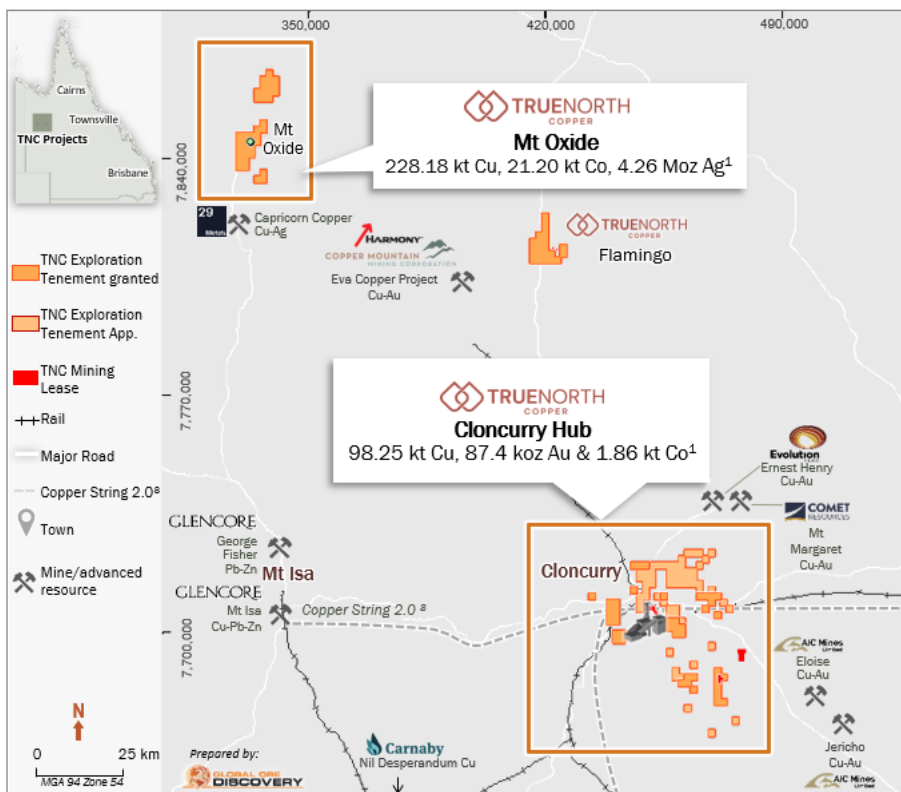 350,000
420,000
490,000
Cairns
Townsville
TNC Projects
Brisbane
7,840,000
7,770,000
7,700,000
Mt
Oxide
TRUENORTH
COPPER
Mt Oxide
228.18 kt Cu, 21.20 kt Co, 4.26 Moz Ag¹
29
Metals
Capricorn Copper
Cu-Ag
HARMONY
COPPER MOUNTAIN
MINING CORPORATION
Eva Copper Project
Cu-Au
TRUENORTH
COPPER
Flamingo
TNC Exploration
Tenement granted
TNC Exploration
Tenement App.
TNC Mining
Lease
Rail
Major Road
Copper String 2.0⁸
Town
Mine/advanced
resource
TRUENORTH
COPPER
Cloncurry Hub
98.25 kt Cu, 87.4 koz Au & 1.86 kt Co¹
Evolution
Ernest Henry
Cu-Au
COMET
RESOURCES
Mt
Margaret
Cu-Au
GLENCORE
George
Fisher
Pb-Zn
Mt Isa
GLENCORE
Mt Isa
Cu-Pb-Zn
Copper String 2.0 ⁸
Cloncurry
AIC Mines
Limited
Eloise
Cu-Au
Jericho
Cu-Au
AIC Mines
Carnaby
Nil Desperandum Cu
N
0 25 km
MGA 94 Zone 54
Prepared by:
GLOBAL ORE
DISCOVERY